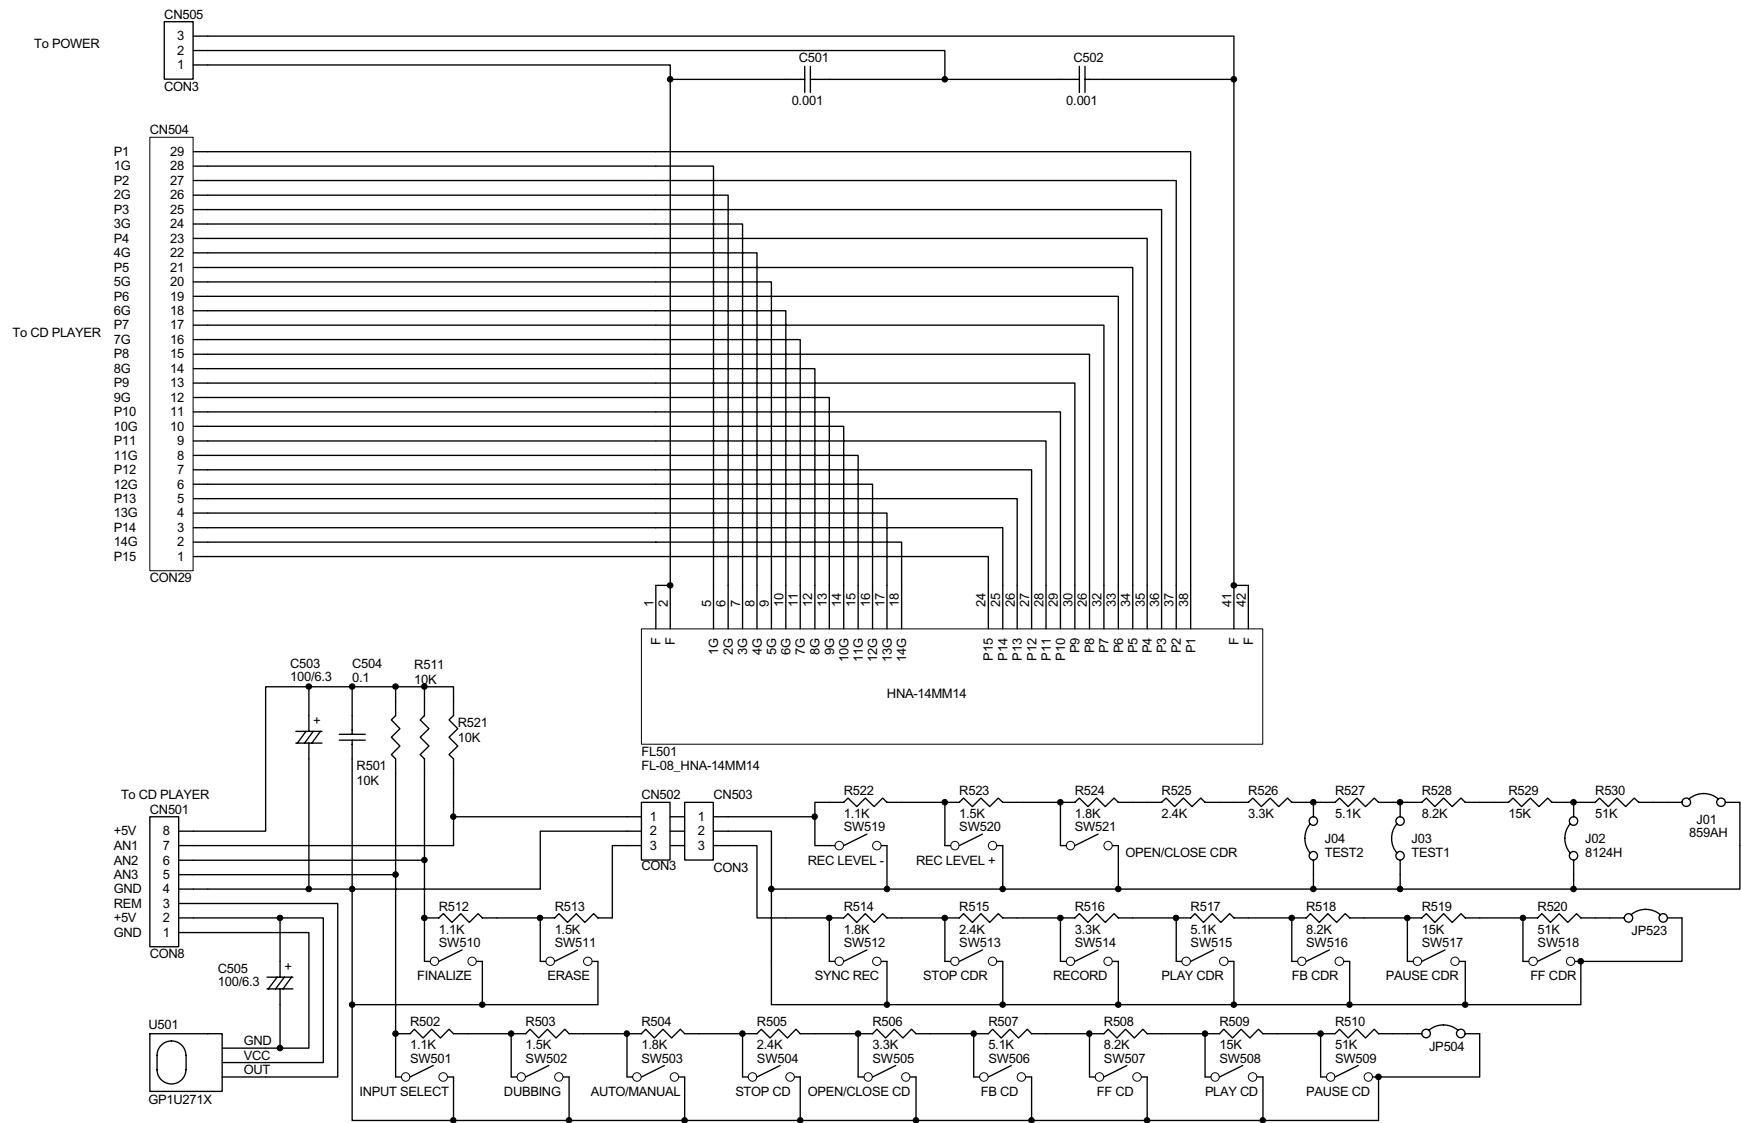 CN505
To POWER
3
2
1
CON3
C501
0.001
C502
0.001
CN504
To CD PLAYER
P1 29
1G 28
P2 27
2G 26
P3 25
3G 24
P4 23
4G 22
P5 21
5G 20
P6 19
6G 18
P7 17
7G 16
P8 15
8G 14
P9 13
9G 12
P10 11
10G 10
P11 9
11G 8
P12 7
12G 6
P13 5
13G 4
P14 3
14G 2
P15 1
CON29
1 2 5 6 7 8 9 10 11 12 13 14 15 16 17 18 24 25 26 27 28 29 30 26 32 33 34 35 36 37 38 41 42
F F 1G 2G 3G 4G 5G 6G 7G 8G 9G 10G 11G 12G 13G 14G P15 P14 P13 P12 P11 P10 P9 P8 P7 P6 P5 P4 P3 P2 P1 F F
HNA-14MM14
FL501
FL-08_HNA-14MM14
C503
100/6.3
+
C504
0.1
R511
10K
R521
10K
R501
10K
To CD PLAYER
CN501
+5V 8
AN1 7
AN2 6
AN3 5
GND 4
REM 3
+5V 2
GND 1
CON8
CN502
1
2
3
CON3
CN503
1
2
3
CON3
R522 R523 R524 R525 R526 R527 R528 R529 R530
1.1K 1.5K 1.8K 2.4K 3.3K 5.1K 8.2K 15K 51K
SW519 SW520 SW521
REC LEVEL - REC LEVEL + OPEN/CLOSE CDR
J04
TEST2
J03
TEST1
J02
8124H
J01
859AH
R512 R513 R514 R515 R516 R517 R518 R519 R520
1.1K 1.5K 1.8K 2.4K 3.3K 5.1K 8.2K 15K 51K
JP523
SW510 SW511 SW512 SW513 SW514 SW515 SW516 SW517 SW518
FINALIZE ERASE SYNC REC STOP CDR RECORD PLAY CDR FB CDR PAUSE CDR FF CDR
C505
100/6.3
+
U501
GND
VCC
OUT
GP1U271X
R502 R503 R504 R505 R506 R507 R508 R509 R510
1.1K 1.5K 1.8K 2.4K 3.3K 5.1K 8.2K 15K 51K
JP504
SW501 SW502 SW503 SW504 SW505 SW506 SW507 SW508 SW509
INPUT SELECT DUBBING AUTO/MANUAL STOP CD OPEN/CLOSE CD FB CD FF CD PLAY CD PAUSE CD